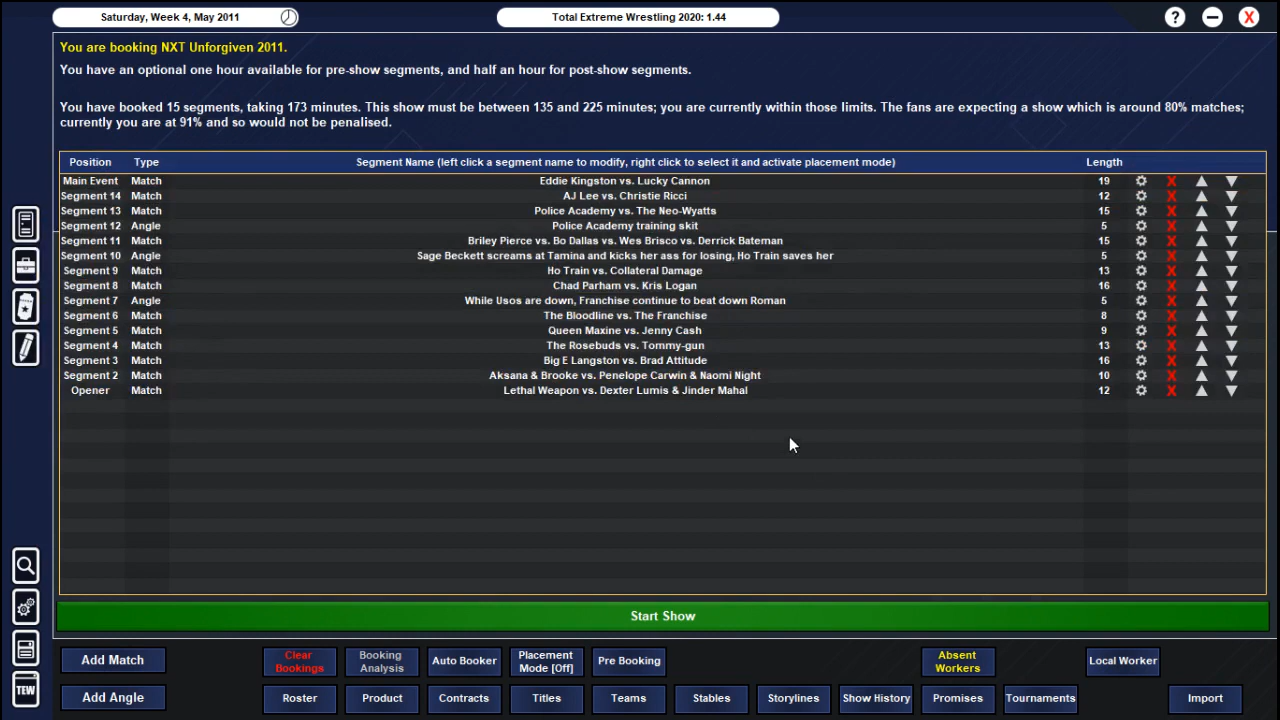 Saturday, Week 4, May 2011
Total Extreme Wrestling 2020: 1.44
? – X
You are booking NXT Unforgiven 2011.
You have an optional one hour available for pre-show segments, and half an hour for post-show segments.
You have booked 15 segments, taking 173 minutes. This show must be between 135 and 225 minutes; you are currently within those limits. The fans are expecting a show which is around 80% matches;
currently you are at 91% and so would not be penalised.
Position Type Segment Name (left click a segment name to modify, right click to select it and activate placement mode) Length
Main Event Match Eddie Kingston vs. Lucky Cannon 19 X
Segment 14 Match AJ Lee vs. Christie Ricci 12 X
Segment 13 Match Police Academy vs. The Neo-Wyatts 15 X
Segment 12 Angle Police Academy training skit 5 X
Segment 11 Match Briley Pierce vs. Bo Dallas vs. Wes Brisco vs. Derrick Bateman 15 X
Segment 10 Angle Sage Beckett screams at Tamina and kicks her ass for losing, Ho Train saves her 5 X
Segment 9 Match Ho Train vs. Collateral Damage 13 X
Segment 8 Match Chad Parham vs. Kris Logan 16 X
Segment 7 Angle While Usos are down, Franchise continue to beat down Roman 5 X
Segment 6 Match The Bloodline vs. The Franchise 8 X
Segment 5 Match Queen Maxine vs. Jenny Cash 9 X
Segment 4 Match The Rosebuds vs. Tommy-gun 13 X
Segment 3 Match Big E Langston vs. Brad Attitude 16 X
Segment 2 Match Aksana & Brooke vs. Penelope Carwin & Naomi Night 10 X
Opener Match Lethal Weapon vs. Dexter Lumis & Jinder Mahal 12 X
Start Show
Add Match
Clear
Bookings
Booking
Analysis
Auto Booker
Placement
Mode [Off]
Pre Booking
Absent
Workers
Local Worker
TEW
Add Angle
Roster
Product
Contracts
Titles
Teams
Stables
Storylines
Show History
Promises
Tournaments
Import